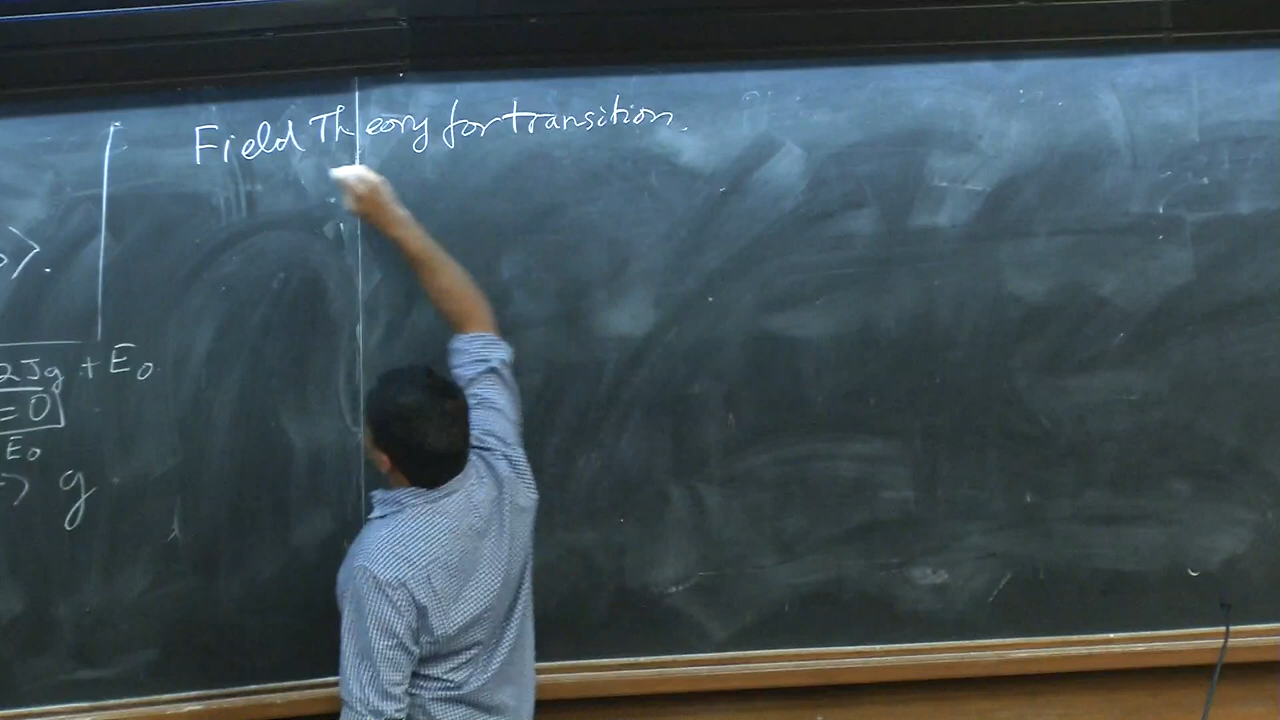 Field Theory for transition.
>.
2Jg + E₀
= 0
E₀
g